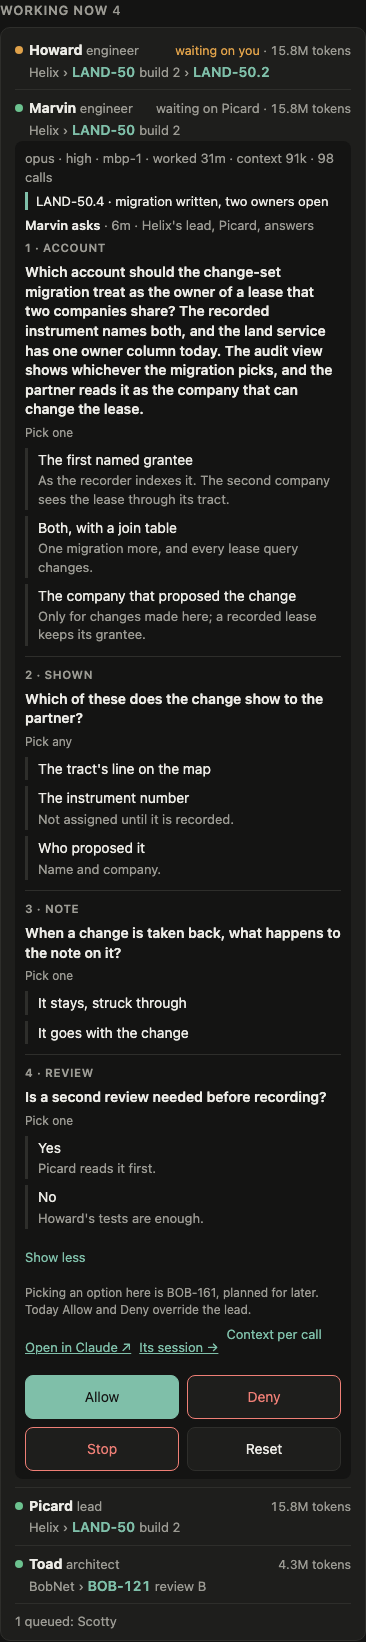 WORKING NOW 4
Howard engineer waiting on you · 15.8M tokens
Helix › LAND-50 build 2 › LAND-50.2
Marvin engineer waiting on Picard · 15.8M tokens
Helix › LAND-50 build 2
opus · high · mbp-1 · worked 31m · context 91k · 98
calls
LAND-50.4 · migration written, two owners open
Marvin asks · 6m · Helix's lead, Picard, answers
1 · ACCOUNT
Which account should the change-set
migration treat as the owner of a lease that
two companies share? The recorded
instrument names both, and the land service
has one owner column today. The audit view
shows whichever the migration picks, and the
partner reads it as the company that can
change the lease.
Pick one
The first named grantee
As the recorder indexes it. The second company
sees the lease through its tract.
Both, with a join table
One migration more, and every lease query
changes.
The company that proposed the change
Only for changes made here; a recorded lease
keeps its grantee.
2 · SHOWN
Which of these does the change show to the
partner?
Pick any
The tract's line on the map
The instrument number
Not assigned until it is recorded.
Who proposed it
Name and company.
3 · NOTE
When a change is taken back, what happens to
the note on it?
Pick one
It stays, struck through
It goes with the change
4 · REVIEW
Is a second review needed before recording?
Pick one
Yes
Picard reads it first.
No
Howard's tests are enough.
Show less
Picking an option here is BOB-161, planned for later.
Today Allow and Deny override the lead.
Open in Claude ↗ Its session → Context per call
Allow Deny
Stop Reset
Picard lead 15.8M tokens
Helix › LAND-50 build 2
Toad architect 4.3M tokens
BobNet › BOB-121 review B
1 queued: Scotty